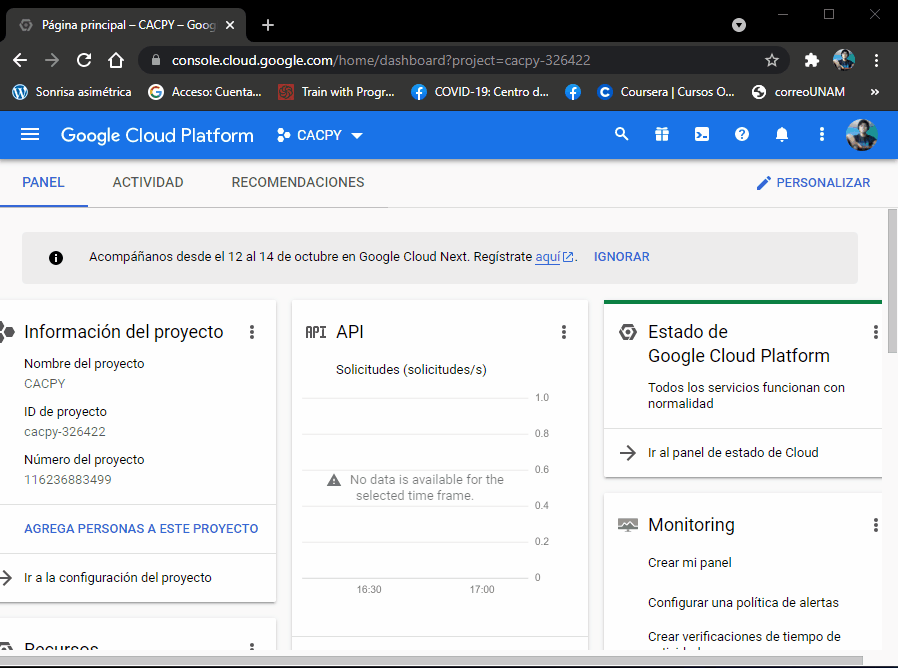 Página principal – CACPY – Goog
console.cloud.google.com/home/dashboard?project=cacpy-326422
Sonrisa asimétrica
Acceso: Cuenta...
Train with Progr...
COVID-19: Centro d...
Coursera | Cursos O...
correoUNAM
»
Google Cloud Platform
CACPY
PANEL
ACTIVIDAD
RECOMENDACIONES
PERSONALIZAR
Acompáñanos desde el 12 al 14 de octubre en Google Cloud Next. Regístrate aquí. IGNORAR
Información del proyecto
Nombre del proyecto
CACPY
ID de proyecto
cacpy-326422
Número del proyecto
116236883499
AGREGA PERSONAS A ESTE PROYECTO
Ir a la configuración del proyecto
Recursos
API API
Solicitudes (solicitudes/s)
1.0
0.8
0.6
No data is available for the
selected time frame.
0.4
0.2
0
16:30 17:00
Estado de
Google Cloud Platform
Todos los servicios funcionan con
normalidad
Ir al panel de estado de Cloud
Monitoring
Crear mi panel
Configurar una política de alertas
Crear verificaciones de tiempo de